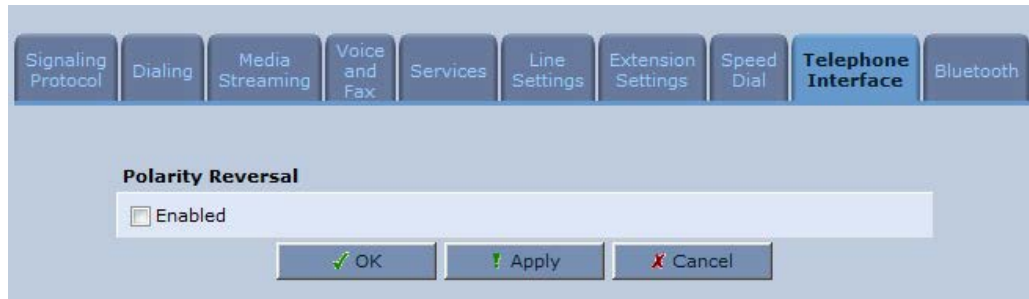 Signaling
Protocol
Dialing
Media
Streaming
Voice
and
Fax
Services
Line
Settings
Extension
Settings
Speed
Dial
Telephone
Interface
Bluetooth
Polarity Reversal
Enabled
OK
Apply
Cancel